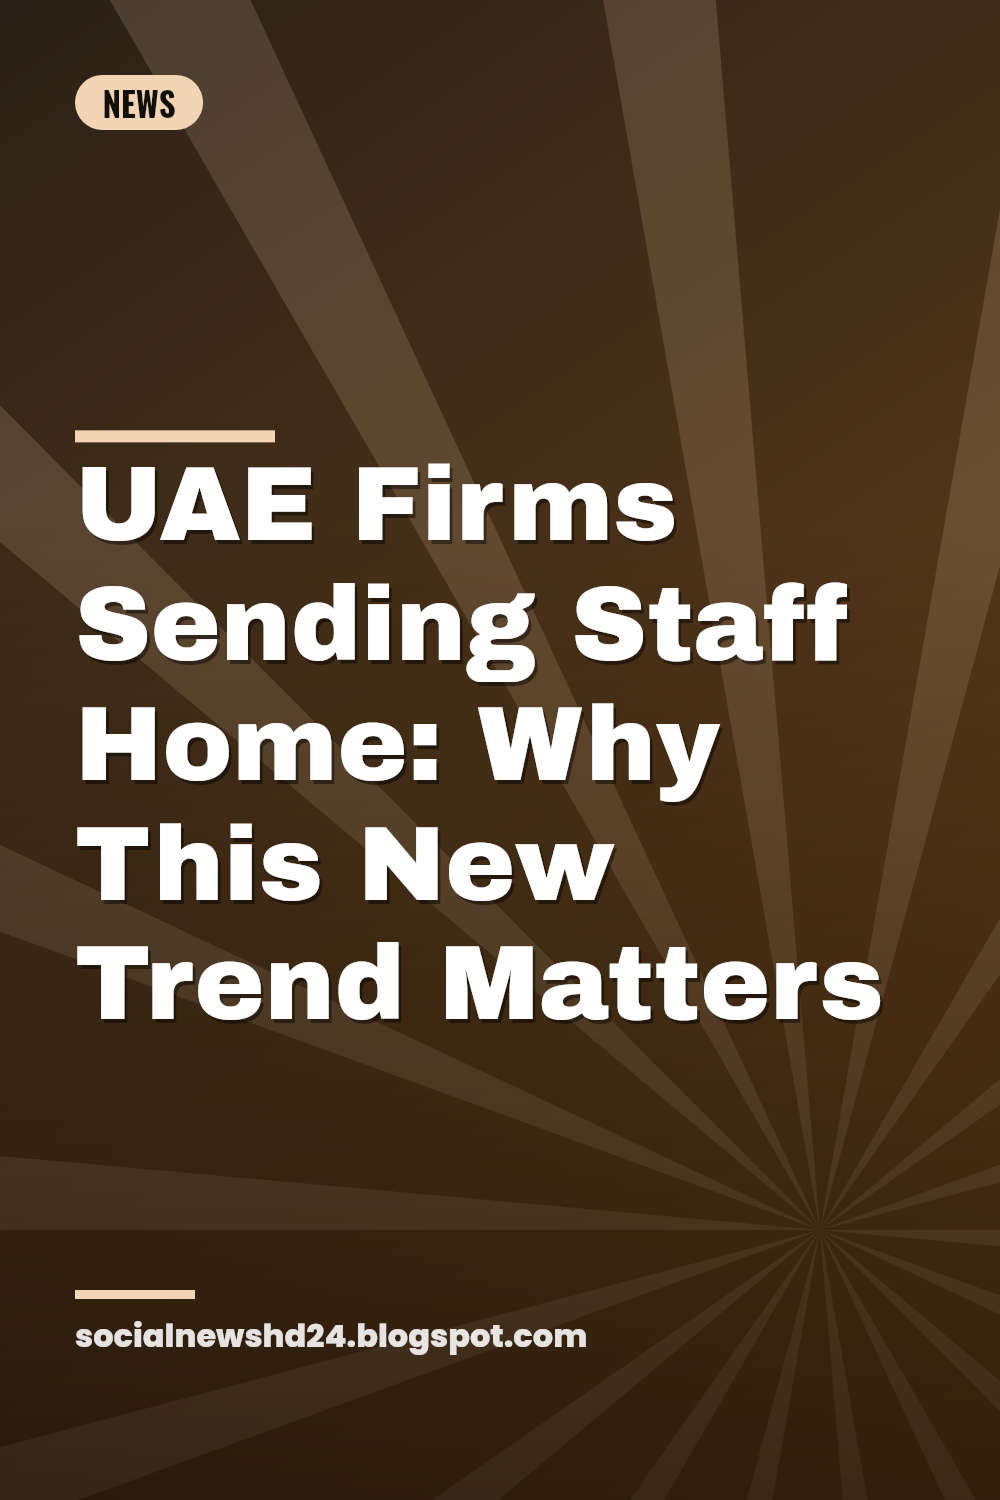 NEWS
UAE Firms
Sending Staff
Home: Why
This New
Trend Matters
socialnewshd24.blogspot.com